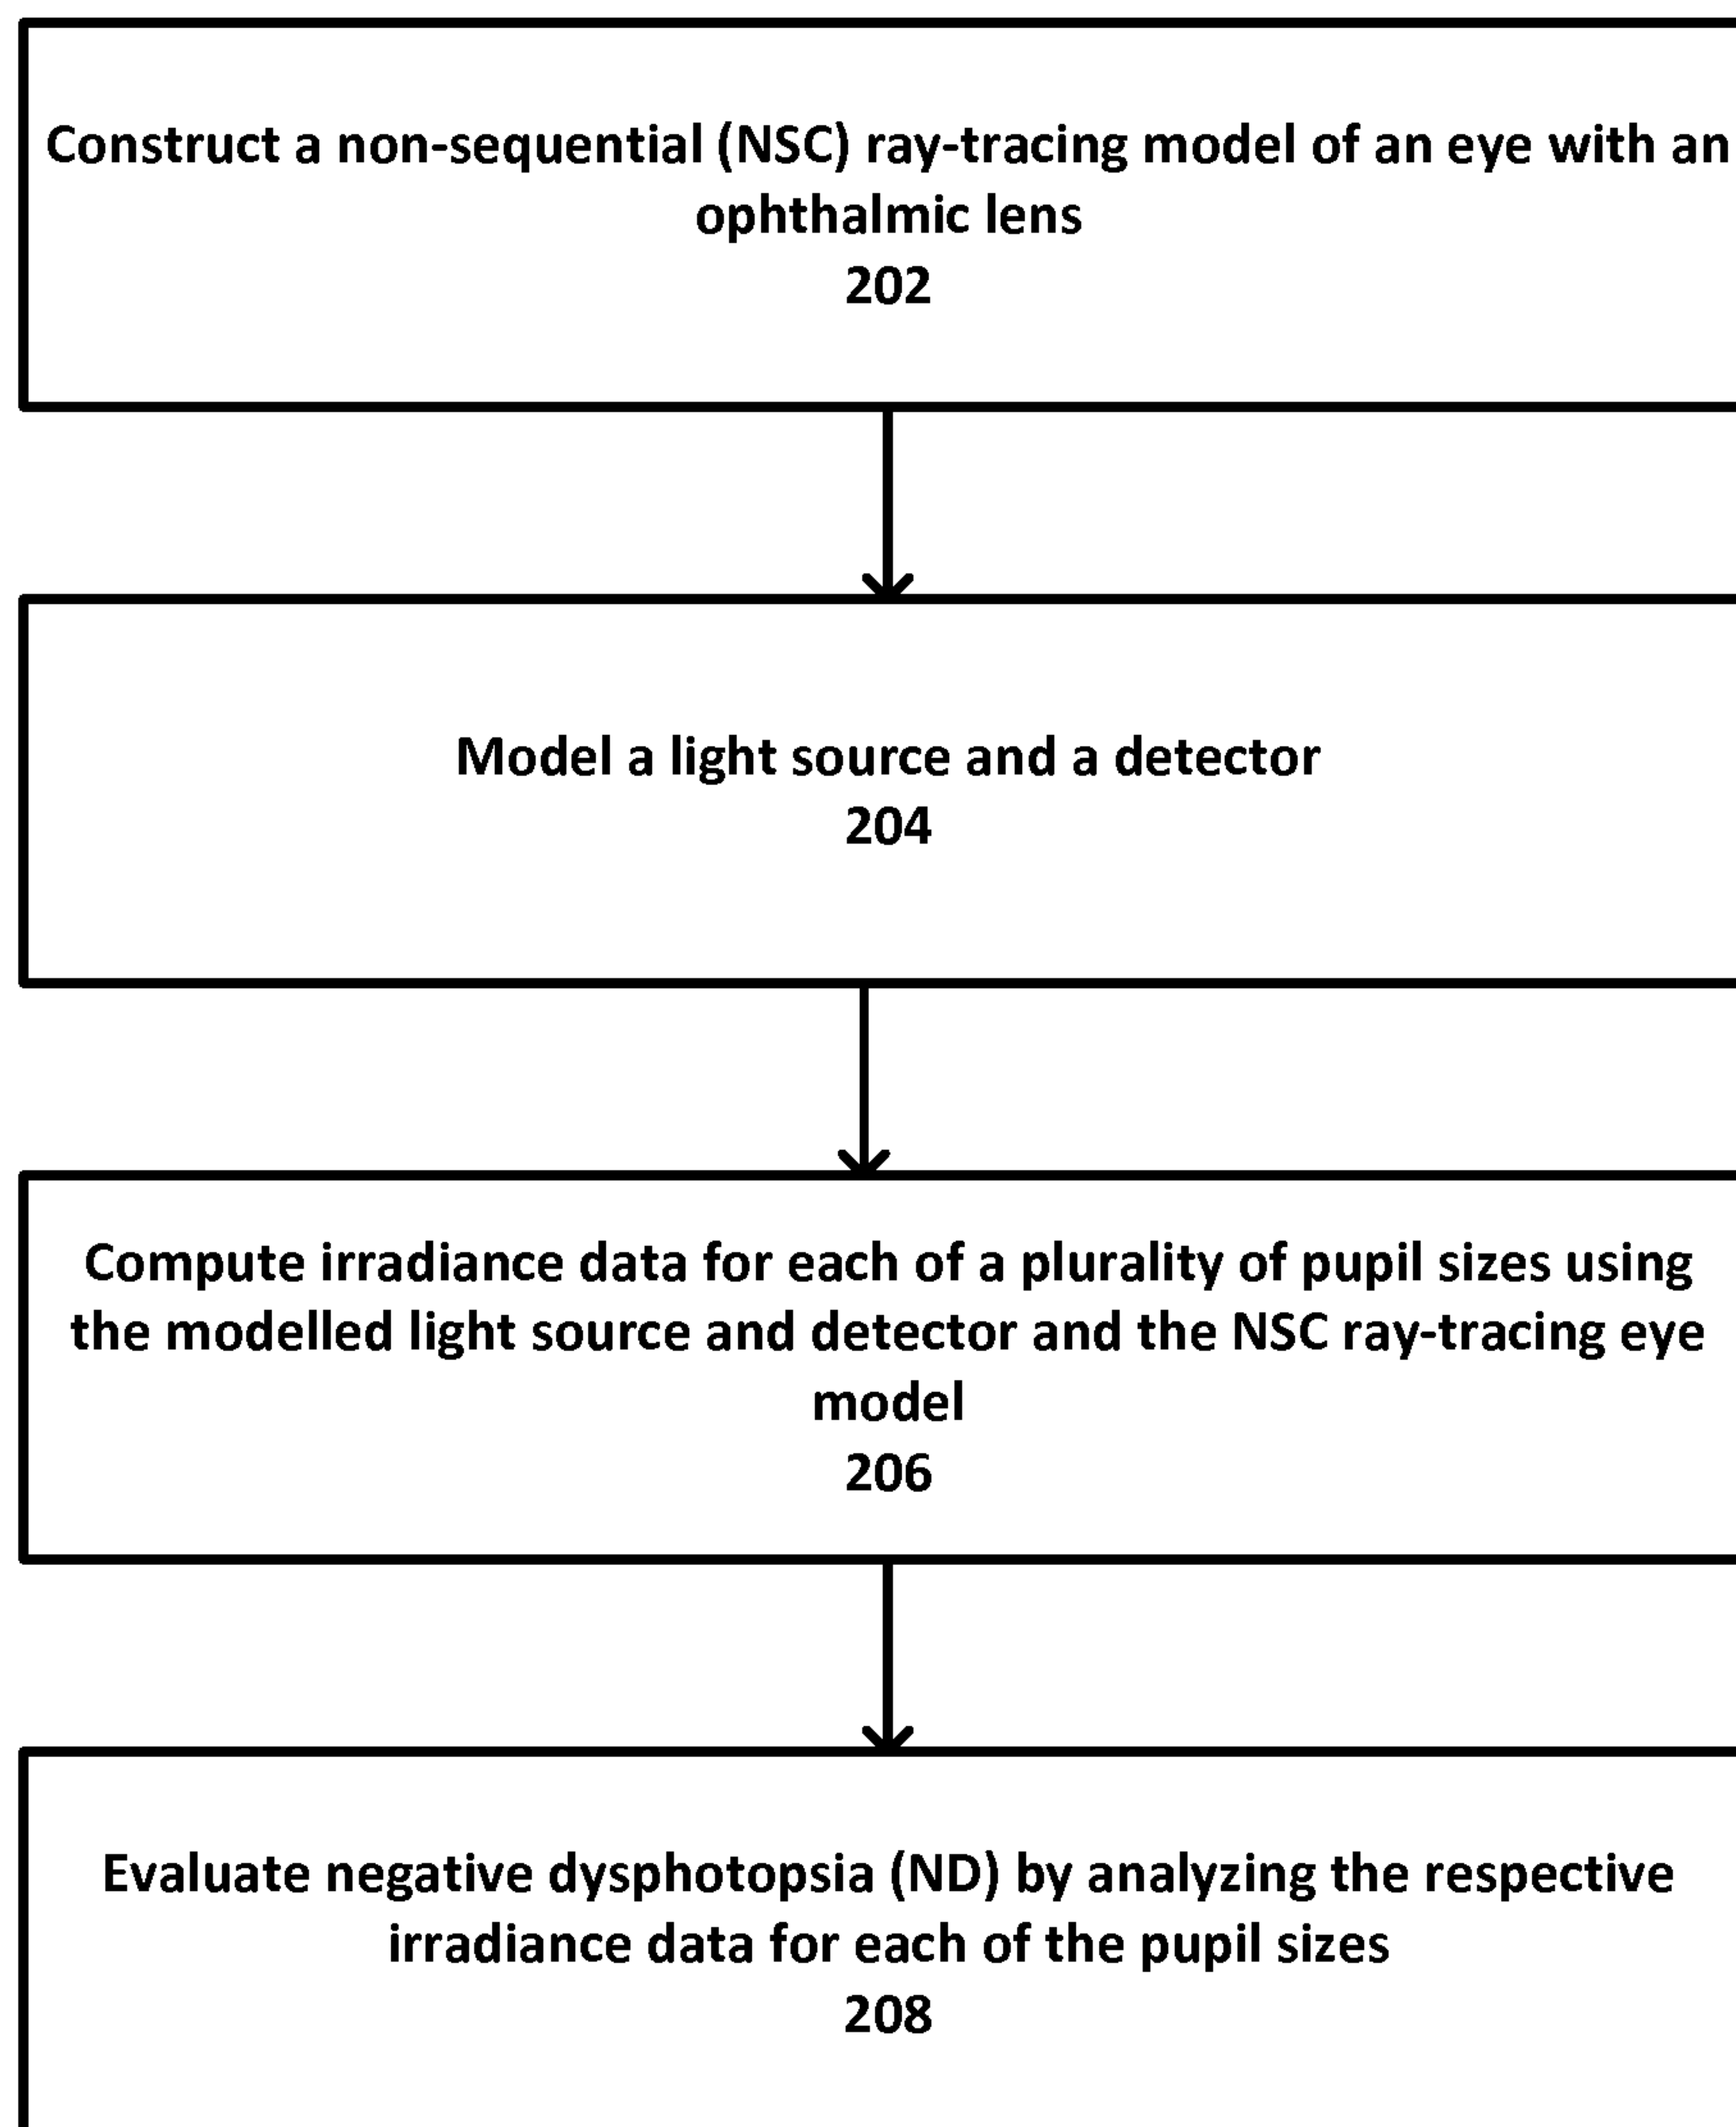 Construct a non-sequential (NSC) ray-tracing model of an eye with an
ophthalmic lens
202
Model a light source and a detector
204
Compute irradiance data for each of a plurality of pupil sizes using
the modelled light source and detector and the NSC ray-tracing eye
model
206
Evaluate negative dysphotopsia (ND) by analyzing the respective
irradiance data for each of the pupil sizes
208